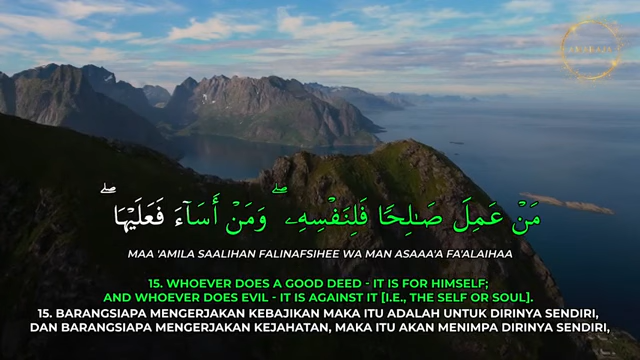 مَنْ عَمِلَ صَـٰلِحًا فَلِنَفْسِهِۦ ۖ وَمَنْ أَسَآءَ فَعَلَيْهَا ۖ
MAA 'AMILA SAALIHAN FALINAFSIHEE WA MAN ASAAA'A FA'ALAIHAA
15. WHOEVER DOES A GOOD DEED - IT IS FOR HIMSELF;
AND WHOEVER DOES EVIL - IT IS AGAINST IT [I.E., THE SELF OR SOUL].
15. BARANGSIAPA MENGERJAKAN KEBAJIKAN MAKA ITU ADALAH UNTUK DIRINYA SENDIRI,
DAN BARANGSIAPA MENGERJAKAN KEJAHATAN, MAKA ITU AKAN MENIMPA DIRINYA SENDIRI,